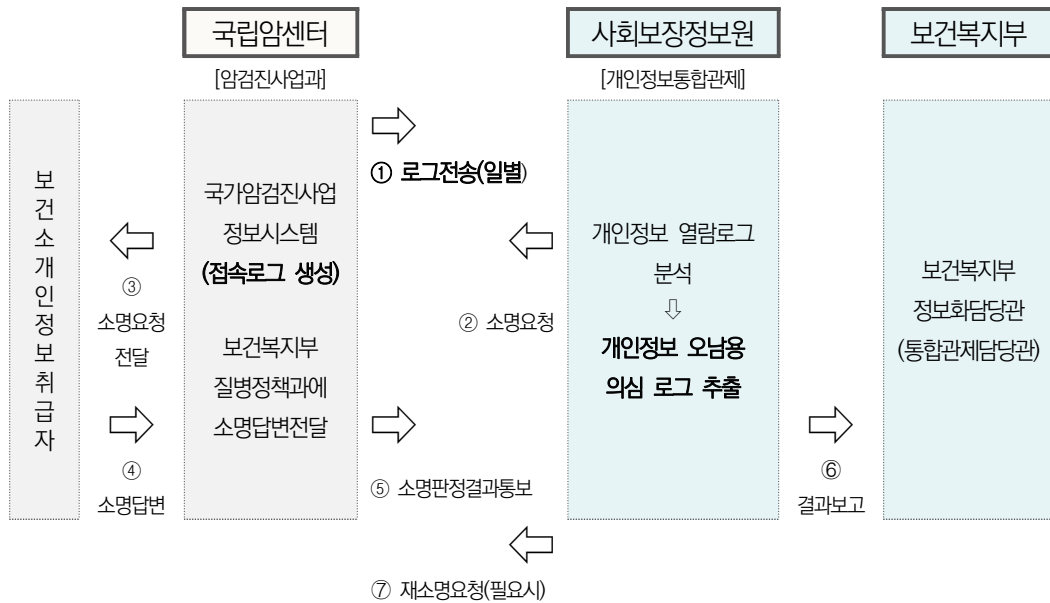 국립암센터
사회보장정보원
보건복지부
[암검진사업과]
[개인정보통합관제]
보건소개인정보취급자
③
소명요청
전달
④
소명답변
국가암검진사업
정보시스템
(접속로그 생성)
보건복지부
질병정책과에
소명답변전달
① 로그전송(일별)
② 소명요청
⑤ 소명판정결과통보
⑦ 재소명요청(필요시)
개인정보 열람로그
분석
개인정보 오남용
의심 로그 추출
⑥
결과보고
보건복지부
정보화담당관
(통합관제담당관)